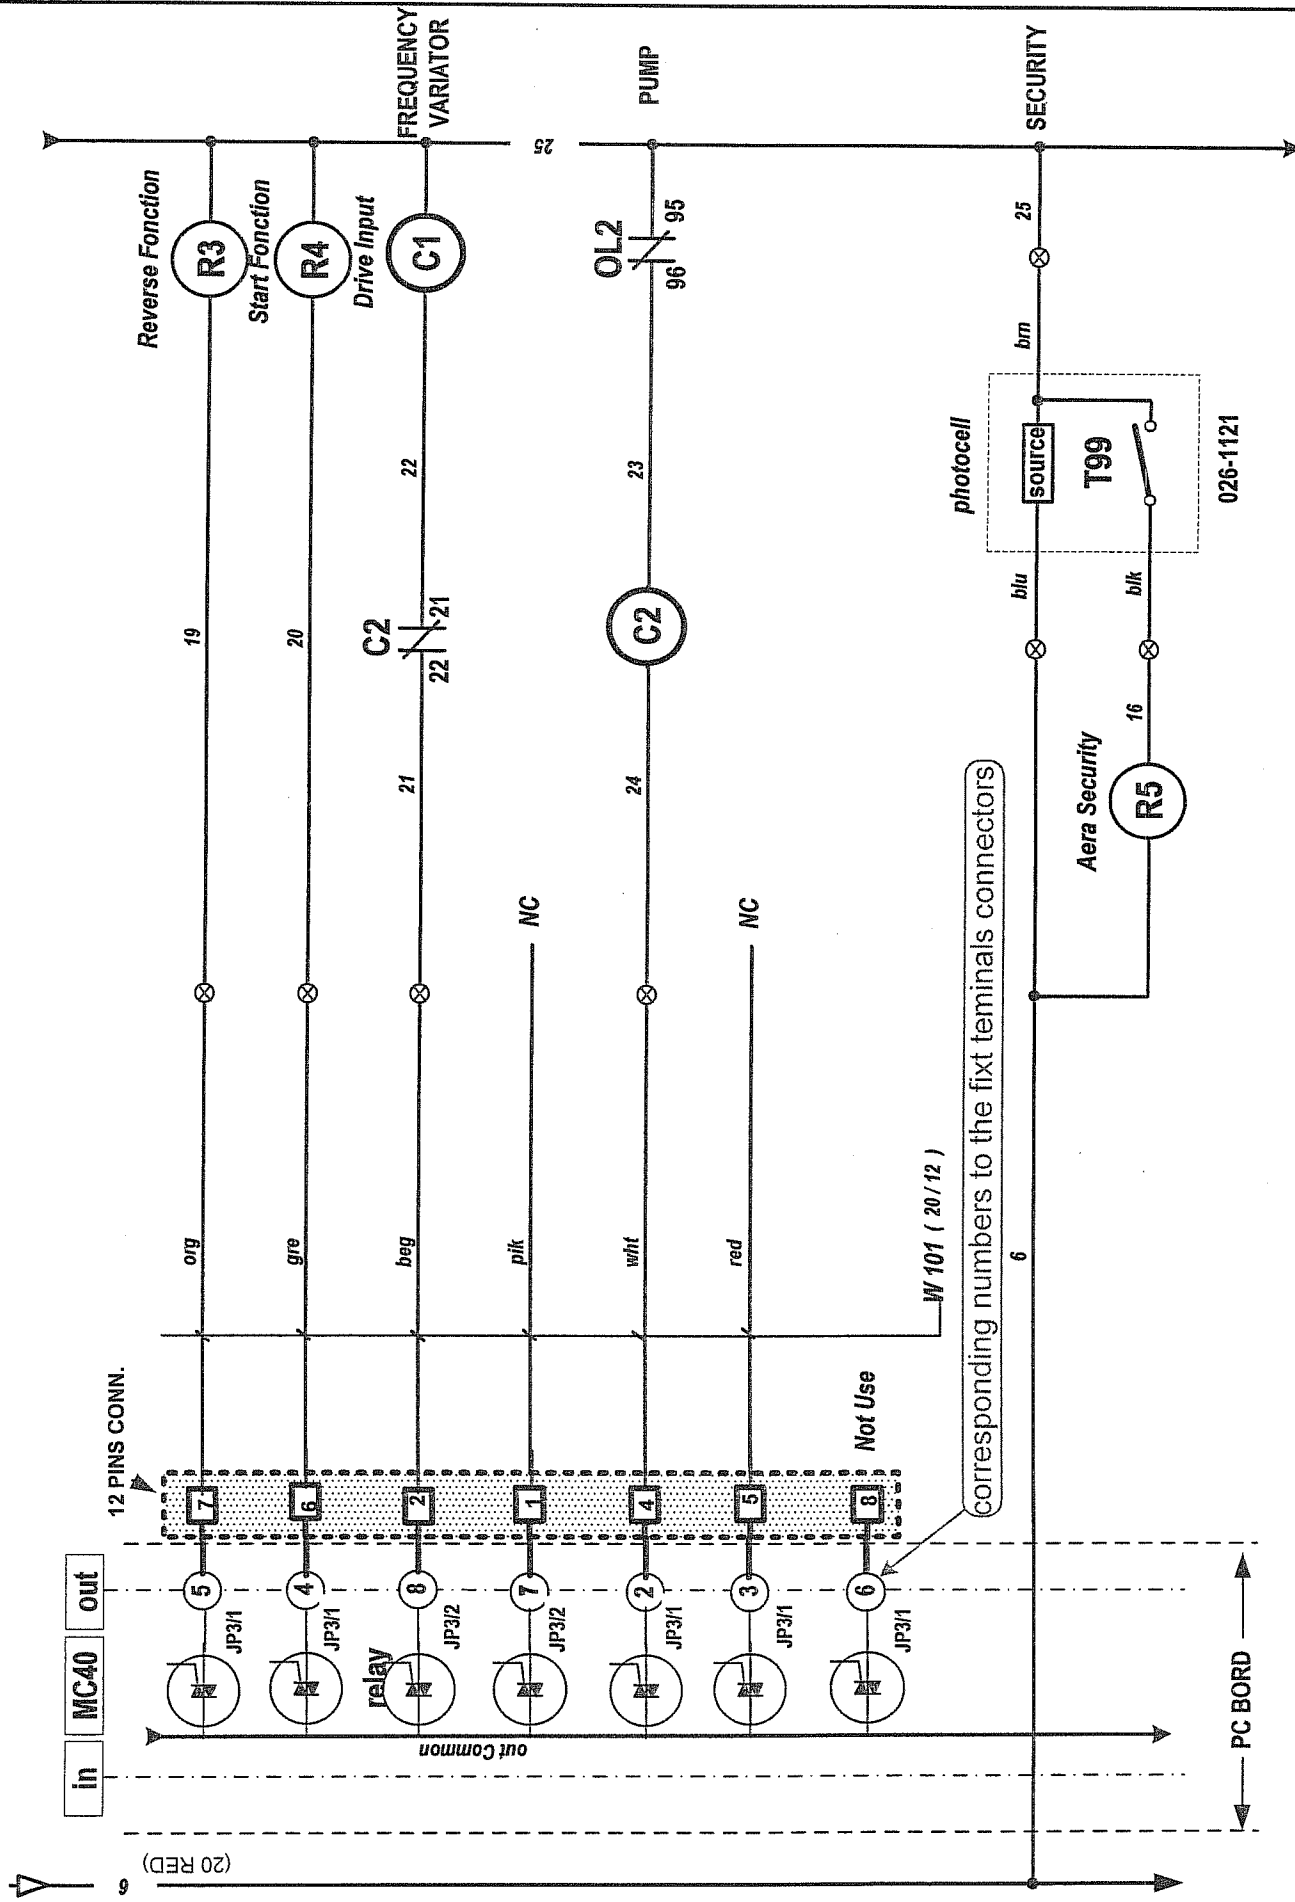 FREQUENCY
VARIATOR
PUMP
SECURITY
25
Reverse Fonction
R3
Start Fonction
R4
Drive Input
C1
OL2
95
96
25
brn
photocell
source
T99
026-1121
19
20
22
23
C2
21
22
C2
blu
blk
21
24
16
Aera Security
R5
NC
NC
org
gre
beg
pik
wht
red
W 101 ( 20 / 12 )
6
corresponding numbers to the fixt teminals connectors
12 PINS CONN.
7
6
2
1
4
5
8
Not Use
5
4
8
7
2
3
6
JP3/1
JP3/1
JP3/2
JP3/2
JP3/1
JP3/1
JP3/1
relay
out Common
in
MC40
out
PC BORD
6
(20 RED)